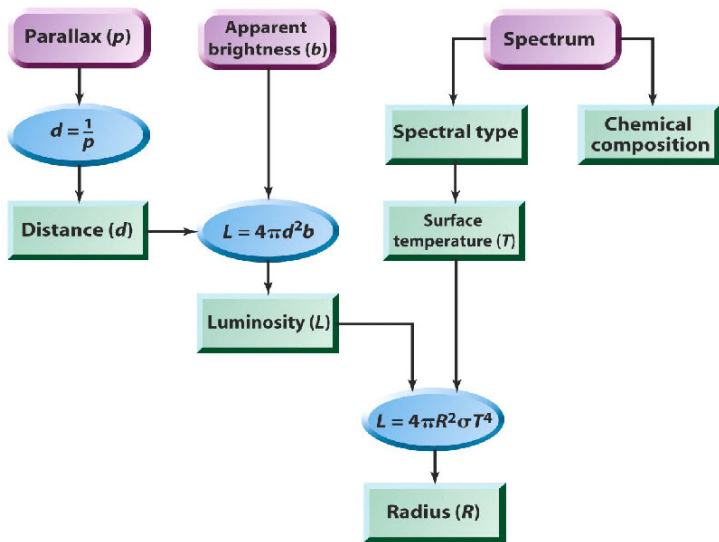 Parallax (p)
Apparent
brightness (b)
Spectrum
d = 1/p
Spectral type
Chemical
composition
Distance (d)
L = 4πd²b
Surface
temperature (T)
Luminosity (L)
L = 4πR²σT⁴
Radius (R)